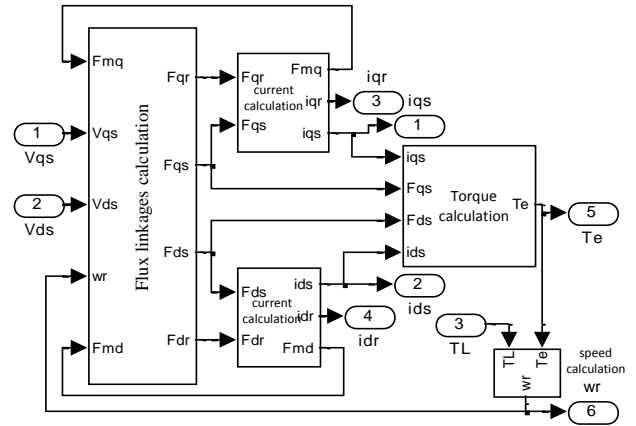 Fmq
Vqs
Vds
wr
Fmd
Flux linkages calculation
Fqr
Fqs
Fds
Fdr
1
Vqs
2
Vds
Fqr
Fqs
current
calculation
Fmq
iqr
iqs
iqr
3
iqs
1
Fds
Fdr
current
calculation
ids
idr
Fmd
2
ids
4
idr
iqs
Fqs
Fds
ids
Torque
calculation
Te
5
Te
3
TL
TL
Te
wr
speed
calculation
wr
6